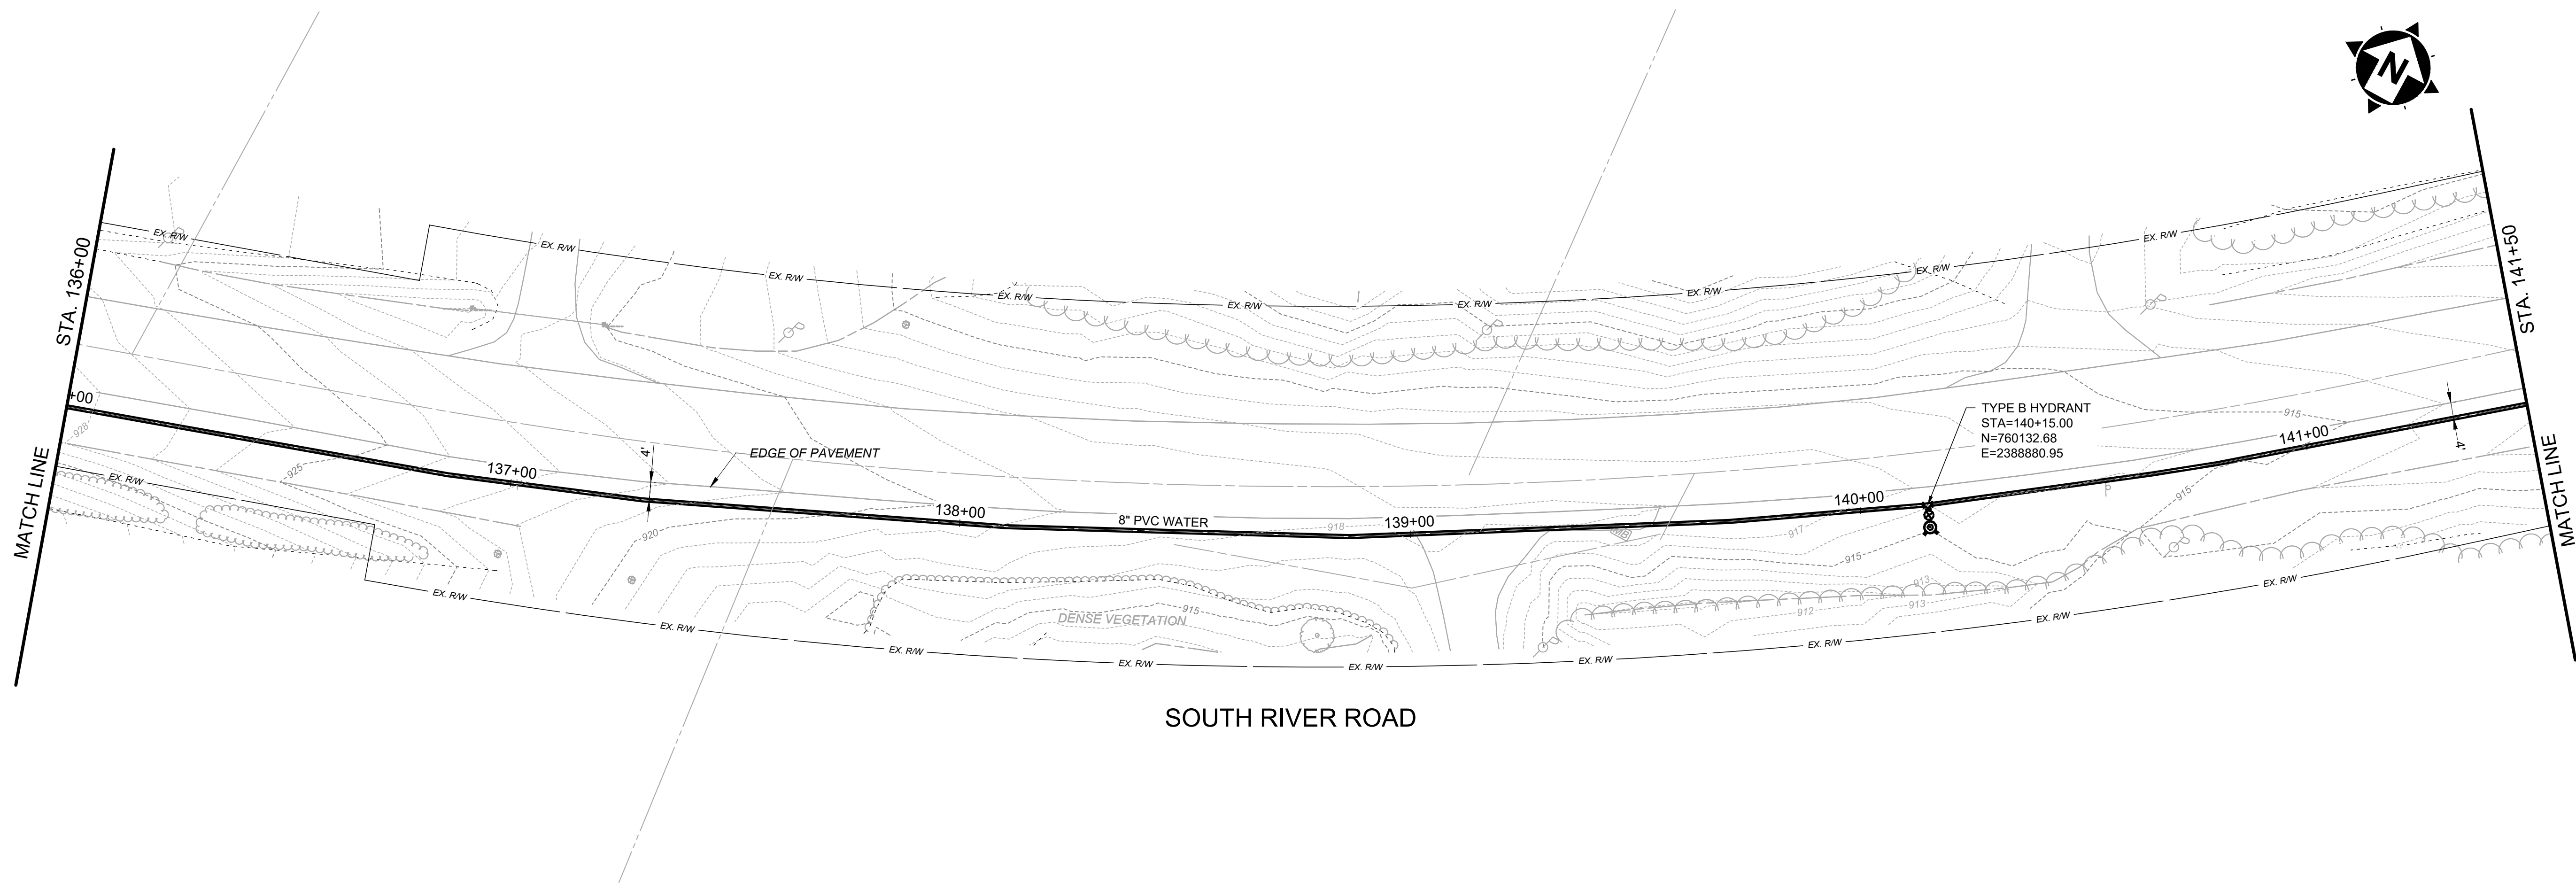 N
STA. 136+00
MATCH LINE
STA. 141+50
MATCH LINE
EX. R/W
EX. R/W
EX. R/W
EX. R/W
EX. R/W
EX. R/W
EX. R/W
EX. R/W
EX. R/W
+00
928
925
137+00
4'
EDGE OF PAVEMENT
920
138+00
8" PVC WATER
918
139+00
917
140+00
TYPE B HYDRANT
STA=140+15.00
N=760132.68
E=2388880.95
915
141+00
4'
915
915
P
MB
913
912
913
915
DENSE VEGETATION
EX. R/W
EX. R/W
EX. R/W
EX. R/W
EX. R/W
EX. R/W
EX. R/W
EX. R/W
EX. R/W
EX. R/W
SOUTH RIVER ROAD